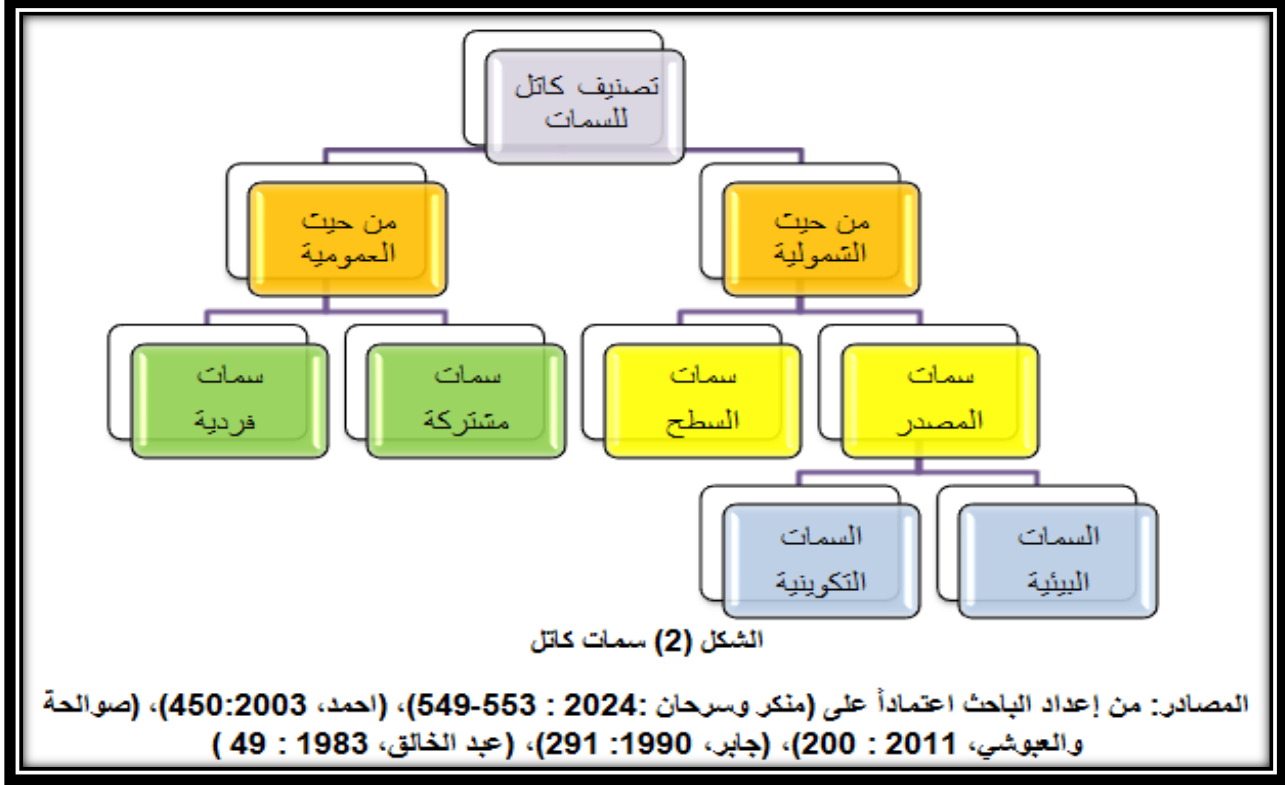 تصنيف كاتل
للسمات
من حيث
الشمولية
من حيث
العمومية
سمات
المصدر
سمات
السطح
سمات
مشتركة
سمات
فردية
السمات
البيئية
السمات
التكوينية
الشكل (2) سمات كاتل
المصادر: من إعداد الباحث اعتماداً على (منكر وسرحان :2024 : 553-549)، (احمد، 450:2003)، (صوالحة
والعبوشي، 2011 : 200)، (جابر، 1990: 291)، (عبد الخالق، 1983 : 49 )